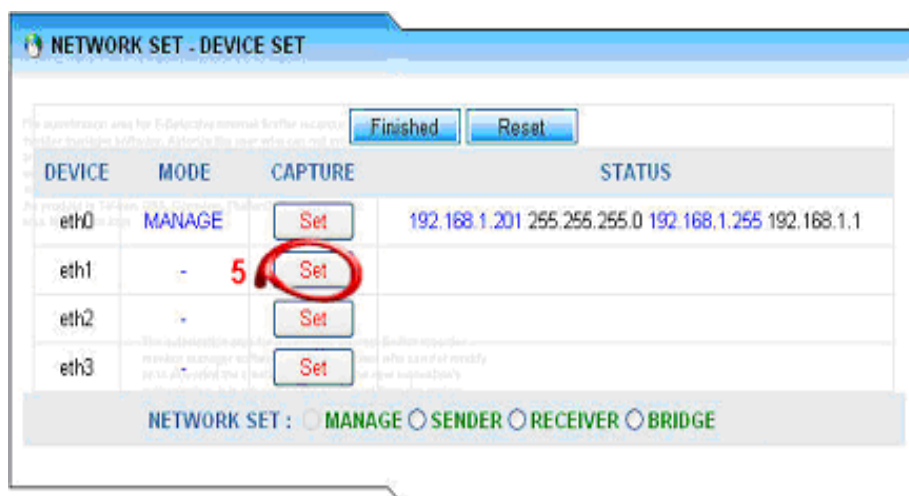 NETWORK SET - DEVICE SET
Finished Reset
DEVICE MODE CAPTURE STATUS
eth0 MANAGE Set 192.168.1.201 255.255.255.0 192.168.1.255 192.168.1.1
eth1 - 5 Set
eth2 - Set
eth3 - Set
NETWORK SET : MANAGE SENDER RECEIVER BRIDGE